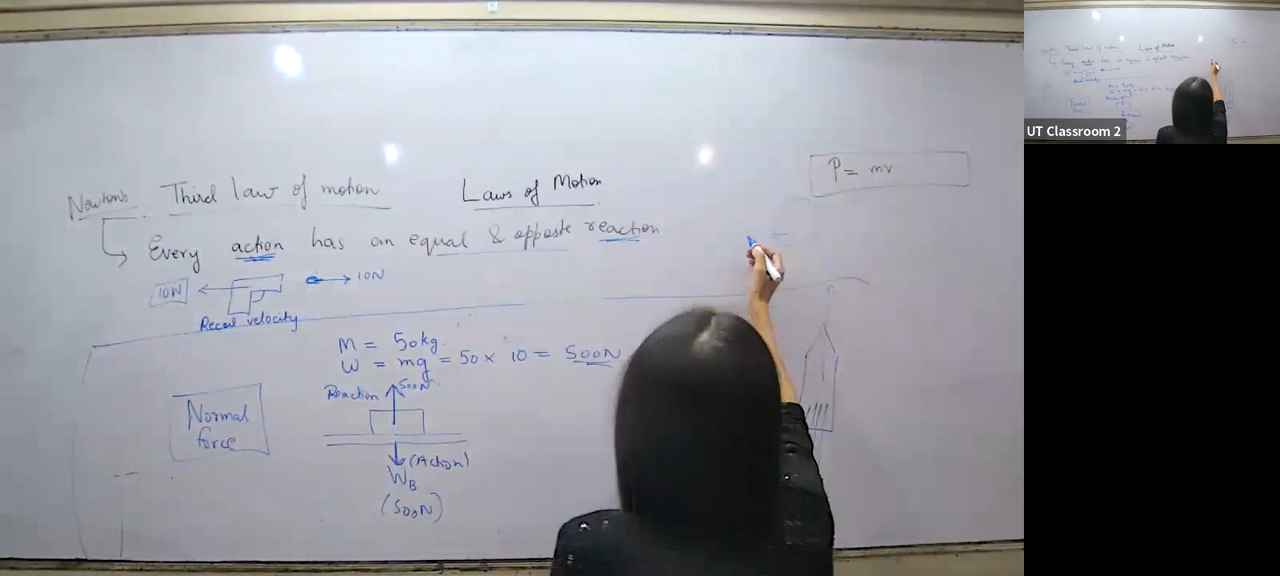 Laws of Motion
P = mv
Newton's Third law of motion
Every action has an equal & opposite reaction
10N
10N
Recoil velocity
M = 50kg.
W = mg = 50 × 10 = 500N
Reaction 500N
Normal
force
(Action)
WB
(500N)
UT Classroom 2